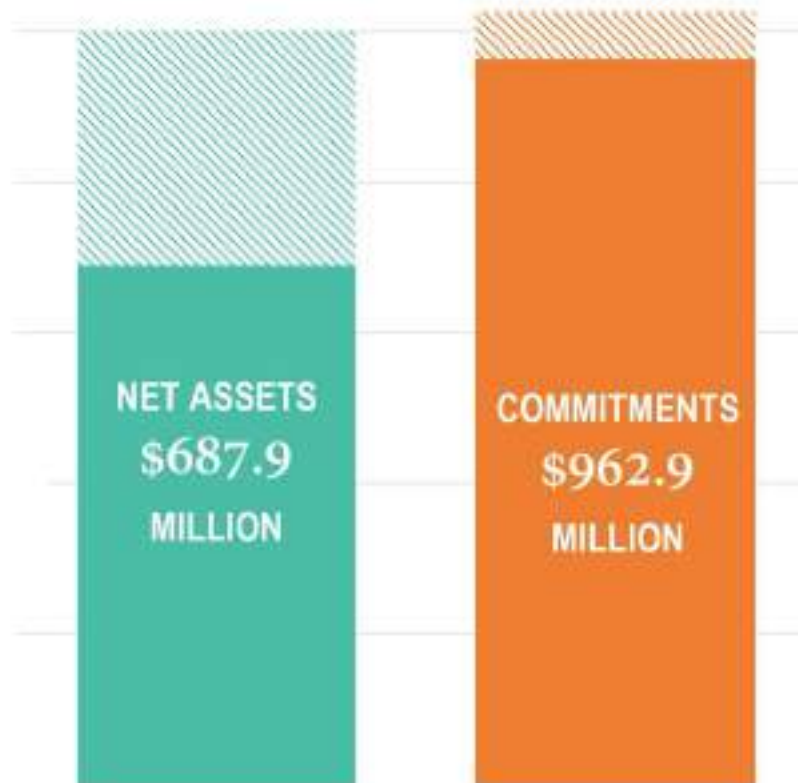 NET ASSETS
$687.9
MILLION
COMMITMENTS
$962.9
MILLION